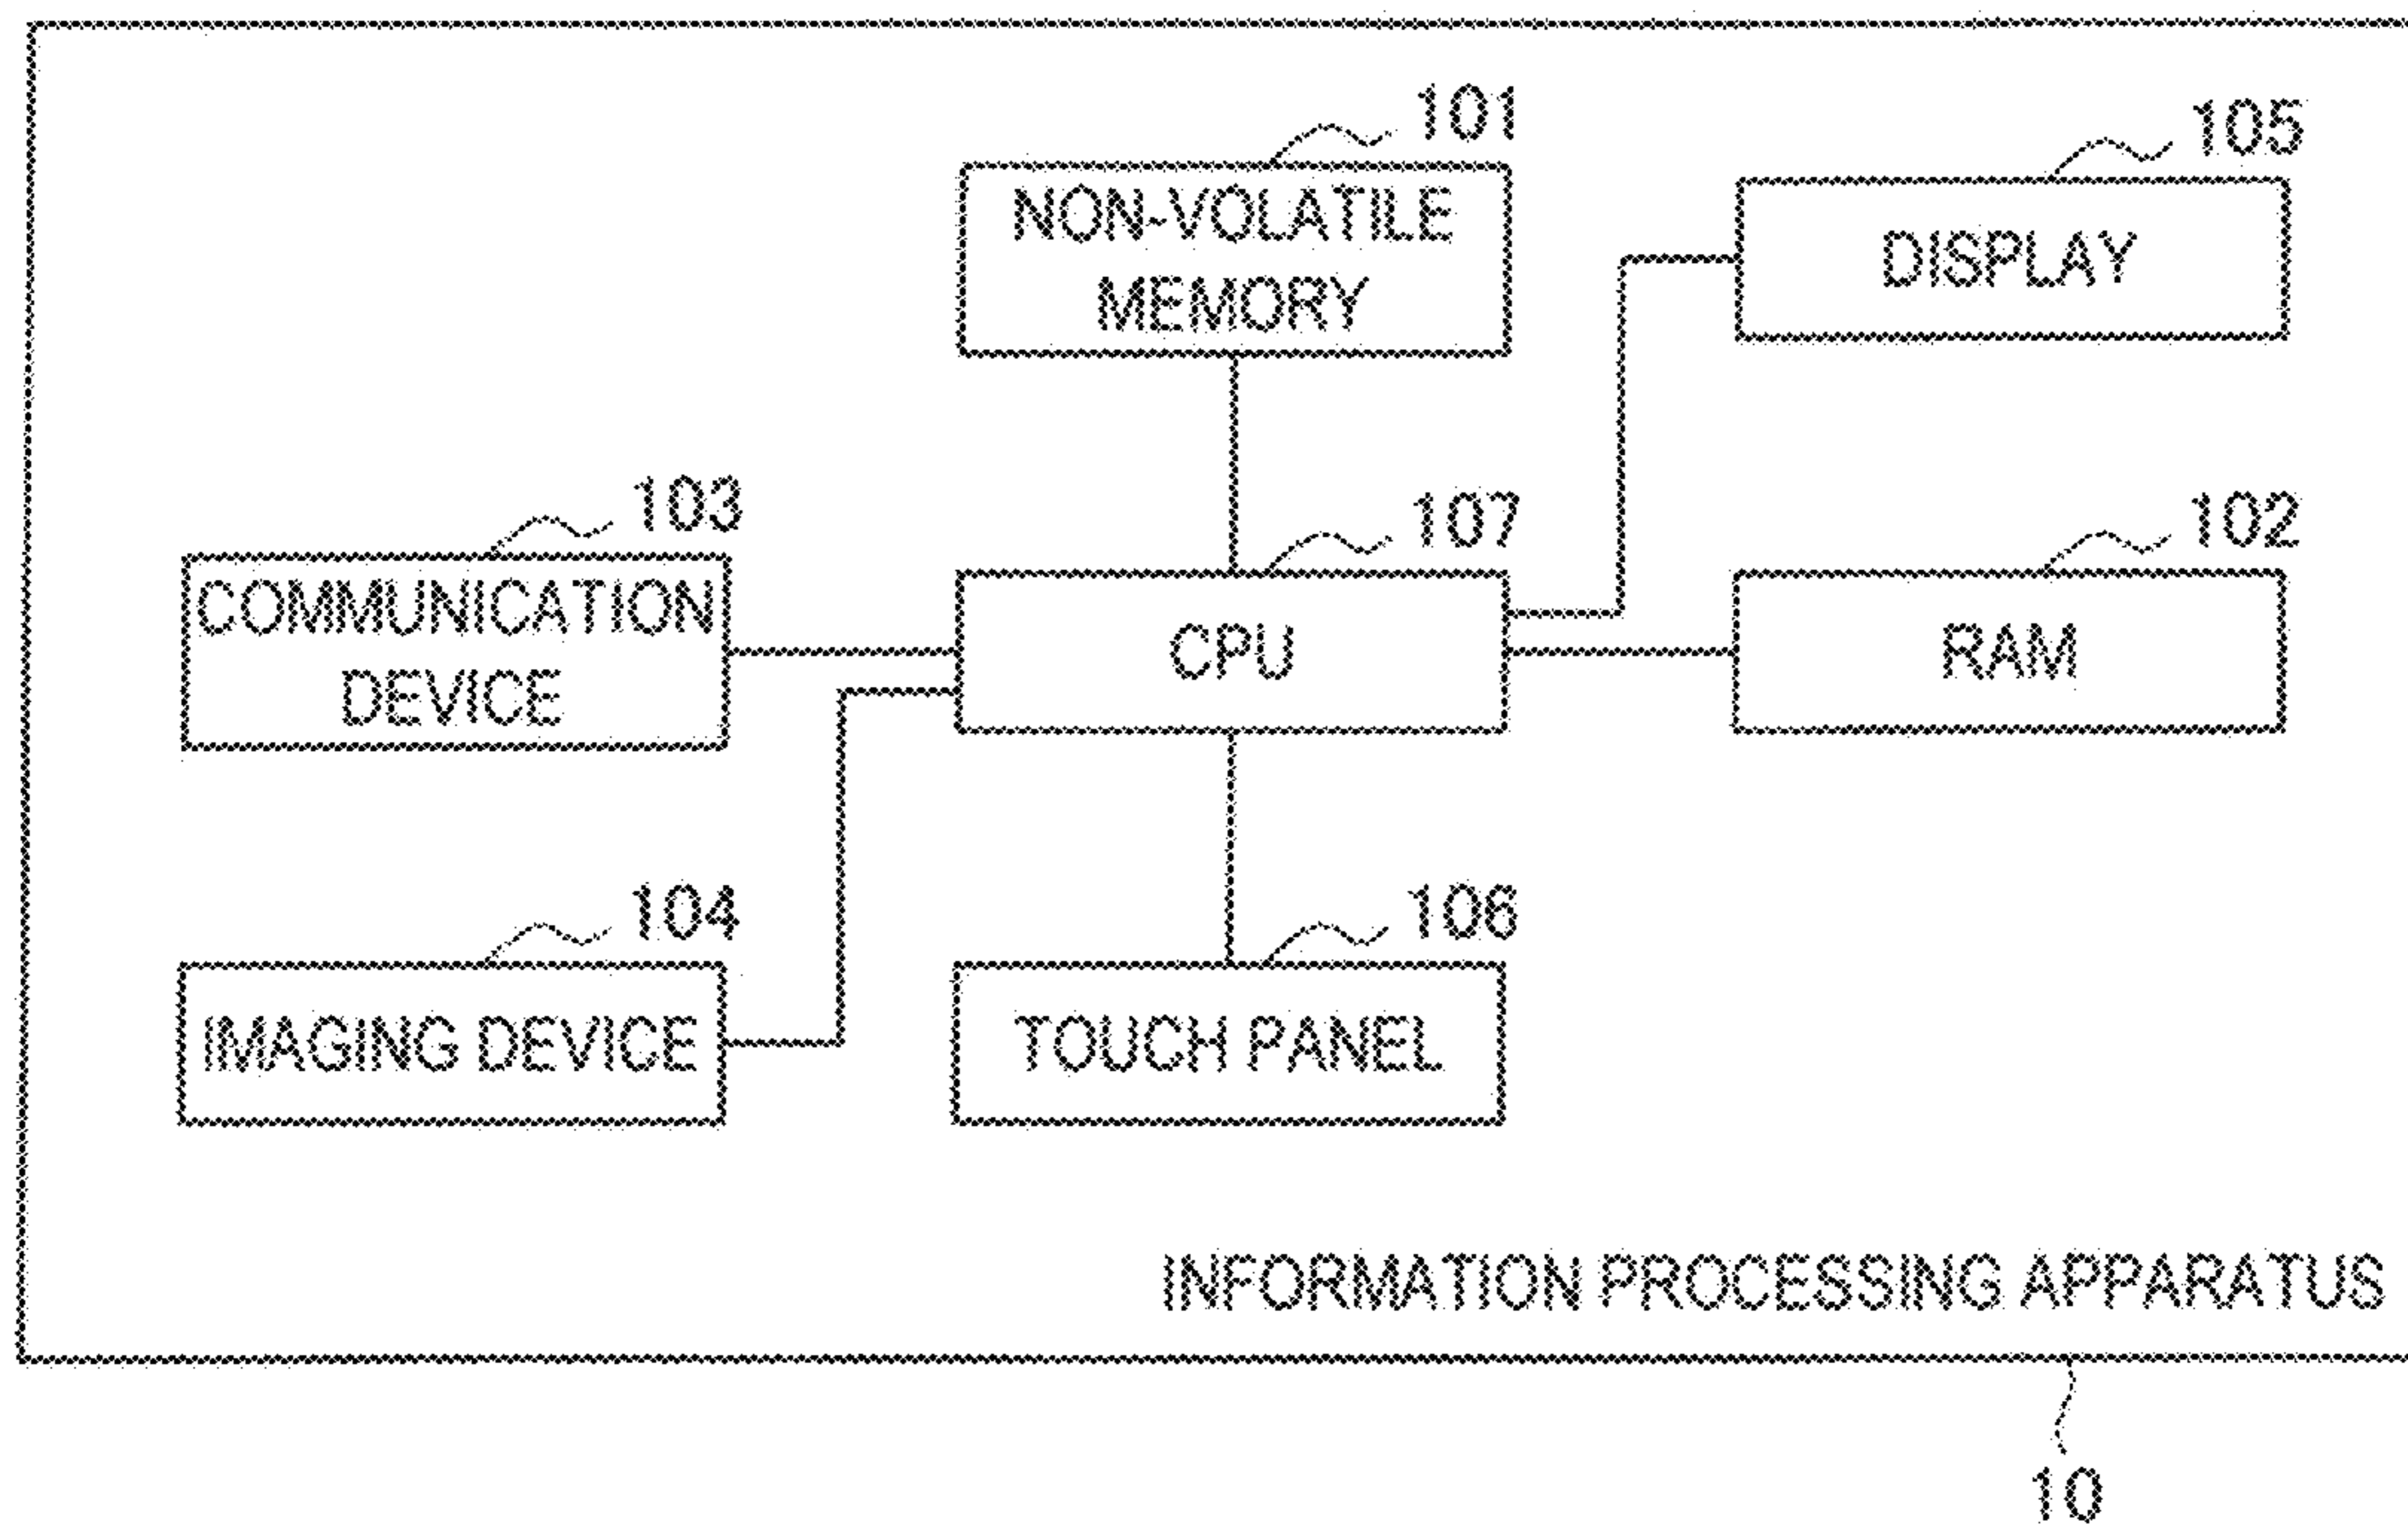 101
NON-VOLATILE
MEMORY
105
DISPLAY
103
COMMUNICATION
DEVICE
107
CPU
102
RAM
104
IMAGING DEVICE
106
TOUCH PANEL
INFORMATION PROCESSING APPARATUS
10